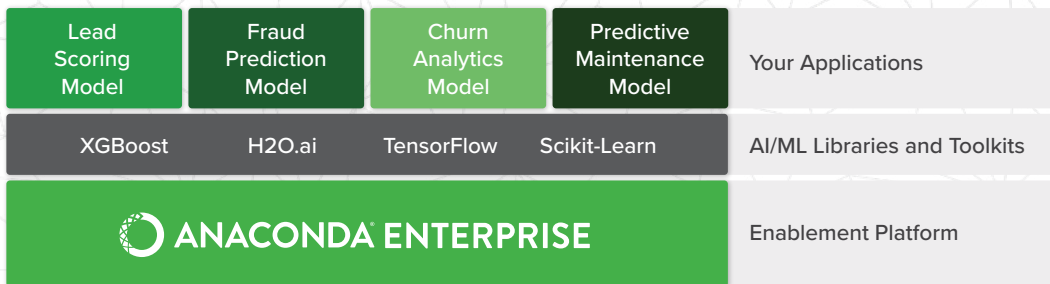 Lead
Scoring
Model
Fraud
Prediction
Model
Churn
Analytics
Model
Predictive
Maintenance
Model
Your Applications
XGBoost H2O.ai TensorFlow Scikit-Learn
AI/ML Libraries and Toolkits
ANACONDA® ENTERPRISE
Enablement Platform